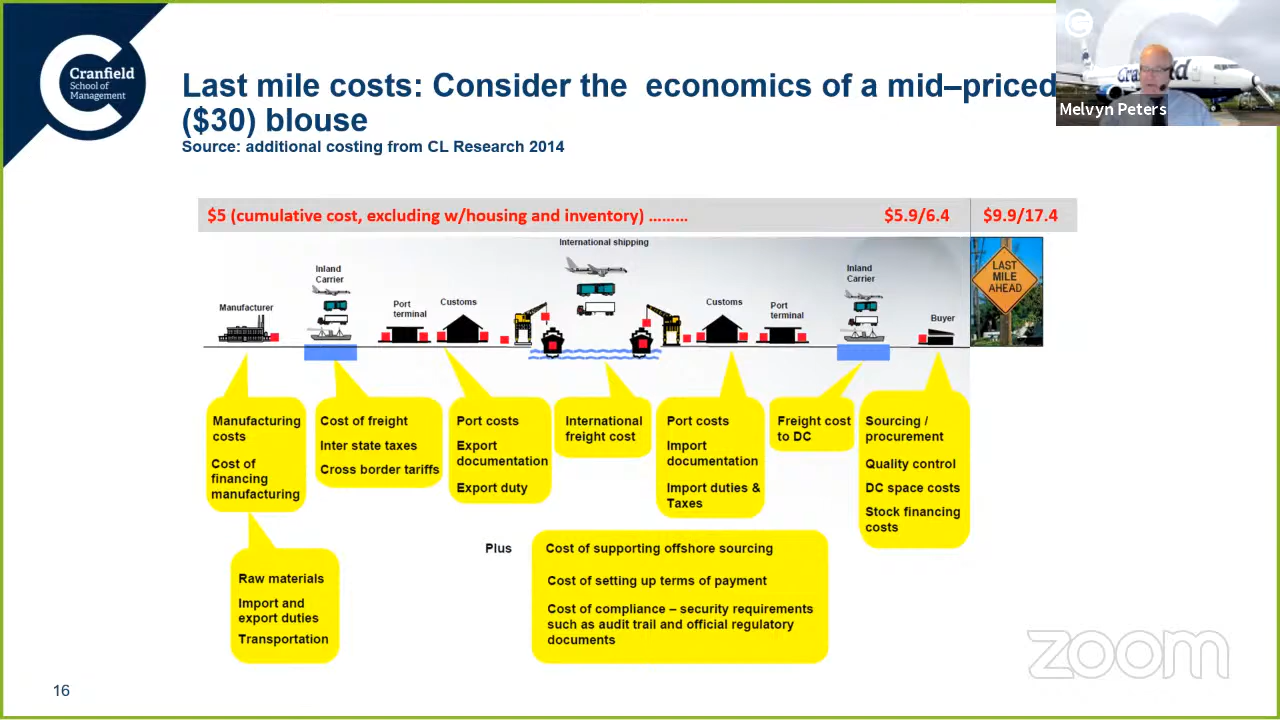 Cranfield
School of
Management
Last mile costs: Consider the economics of a mid–priced
($30) blouse
Source: additional costing from CL Research 2014
Melvyn Peters
$5 (cumulative cost, excluding w/housing and inventory) ………
$5.9/6.4
$9.9/17.4
International shipping
Inland
Carrier
Manufacturer
Port
terminal
Customs
Customs
Port
terminal
Inland
Carrier
Buyer
LAST
MILE
AHEAD
Manufacturing
costs
Cost of
financing
manufacturing
Cost of freight
Inter state taxes
Cross border tariffs
Port costs
Export
documentation
Export duty
International
freight cost
Port costs
Import
documentation
Import duties &
Taxes
Freight cost
to DC
Sourcing /
procurement
Quality control
DC space costs
Stock financing
costs
Raw materials
Import and
export duties
Transportation
Plus
Cost of supporting offshore sourcing
Cost of setting up terms of payment
Cost of compliance – security requirements
such as audit trail and official regulatory
documents
zoom
16